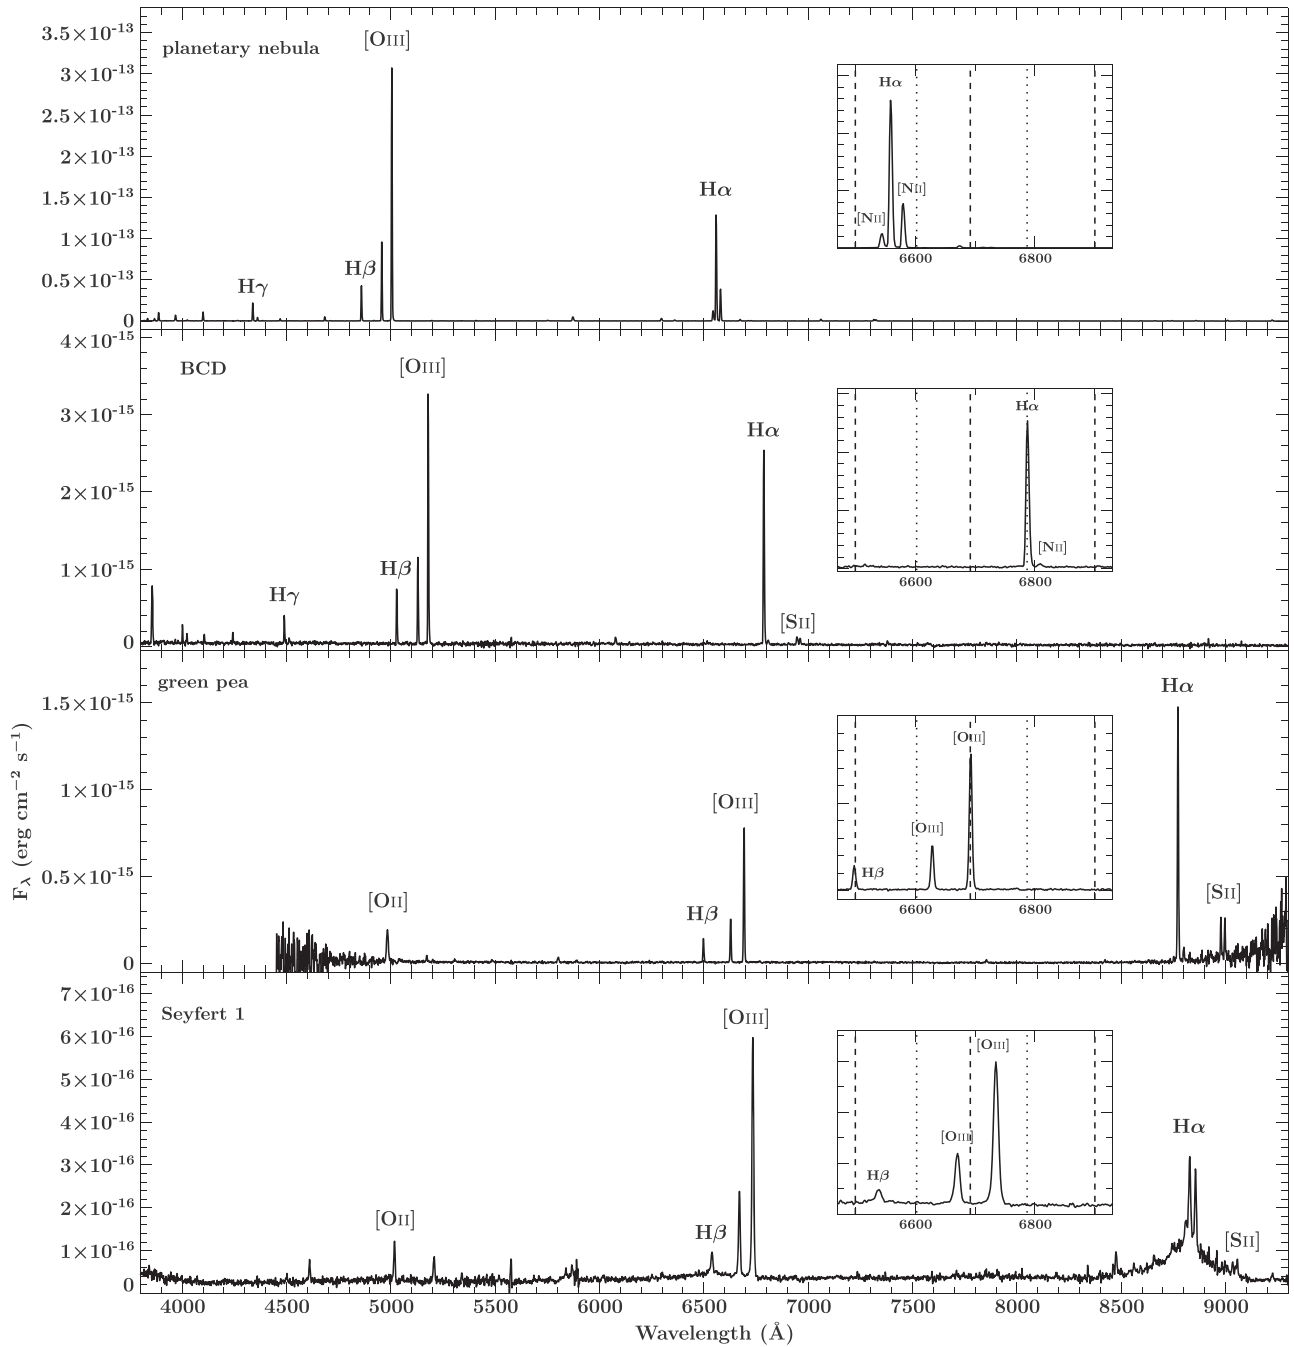 planetary nebula
[OIII]
Hα
Hβ
Hγ
3.5×10⁻¹³
3×10⁻¹³
2.5×10⁻¹³
2×10⁻¹³
1.5×10⁻¹³
1×10⁻¹³
0.5×10⁻¹³
0
Hα
[NII]
[NII]
6600 6800
BCD
[OIII]
Hα
Hβ
Hγ
[SII]
4×10⁻¹⁵
3×10⁻¹⁵
2×10⁻¹⁵
1×10⁻¹⁵
0
Hα
[NII]
6600 6800
green pea
Hα
[OIII]
[OII]
Hβ
[SII]
1.5×10⁻¹⁵
1×10⁻¹⁵
0.5×10⁻¹⁵
0
[OIII]
[OIII]
Hβ
6600 6800
Seyfert 1
[OIII]
Hα
[OII]
Hβ
[SII]
7×10⁻¹⁶
6×10⁻¹⁶
5×10⁻¹⁶
4×10⁻¹⁶
3×10⁻¹⁶
2×10⁻¹⁶
1×10⁻¹⁶
0
[OIII]
[OIII]
Hβ
6600 6800
4000 4500 5000 5500 6000 6500 7000 7500 8000 8500 9000
Wavelength (Å)
F_λ (erg cm⁻² s⁻¹)